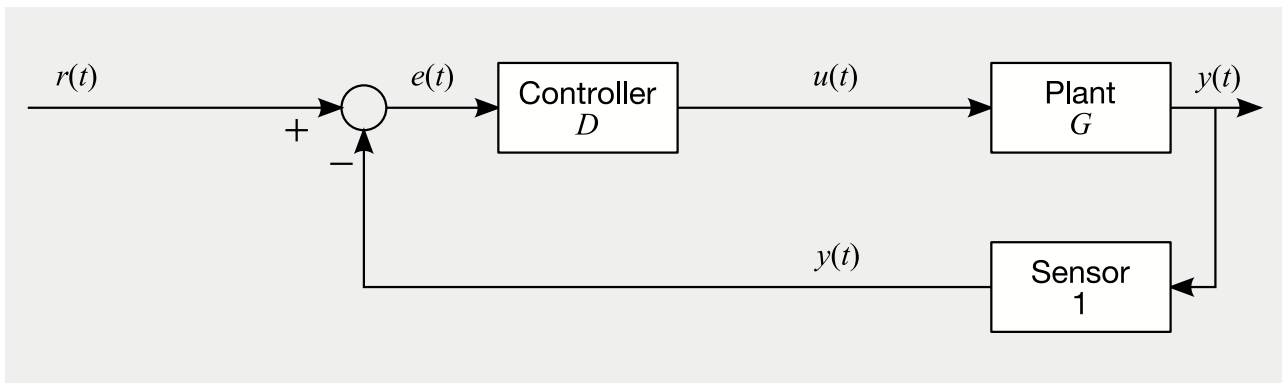 r(t)
e(t)
Controller
D
u(t)
Plant
G
y(t)
+
−
y(t)
Sensor
1